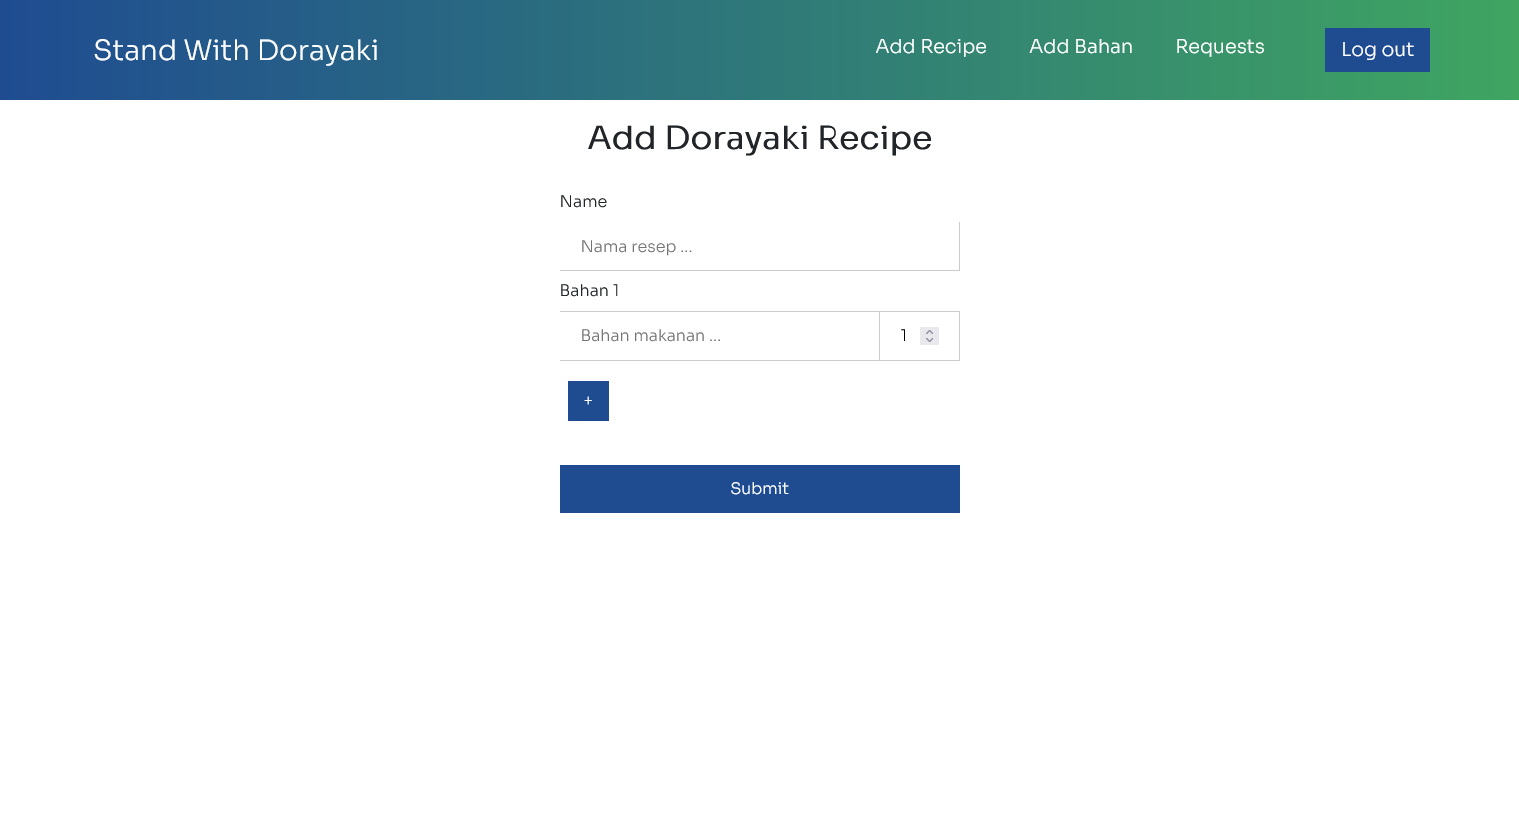 Stand With Dorayaki
Add Recipe Add Bahan Requests Log out
Add Dorayaki Recipe
Name
Nama resep ...
Bahan 1
Bahan makanan ... 1
+
Submit